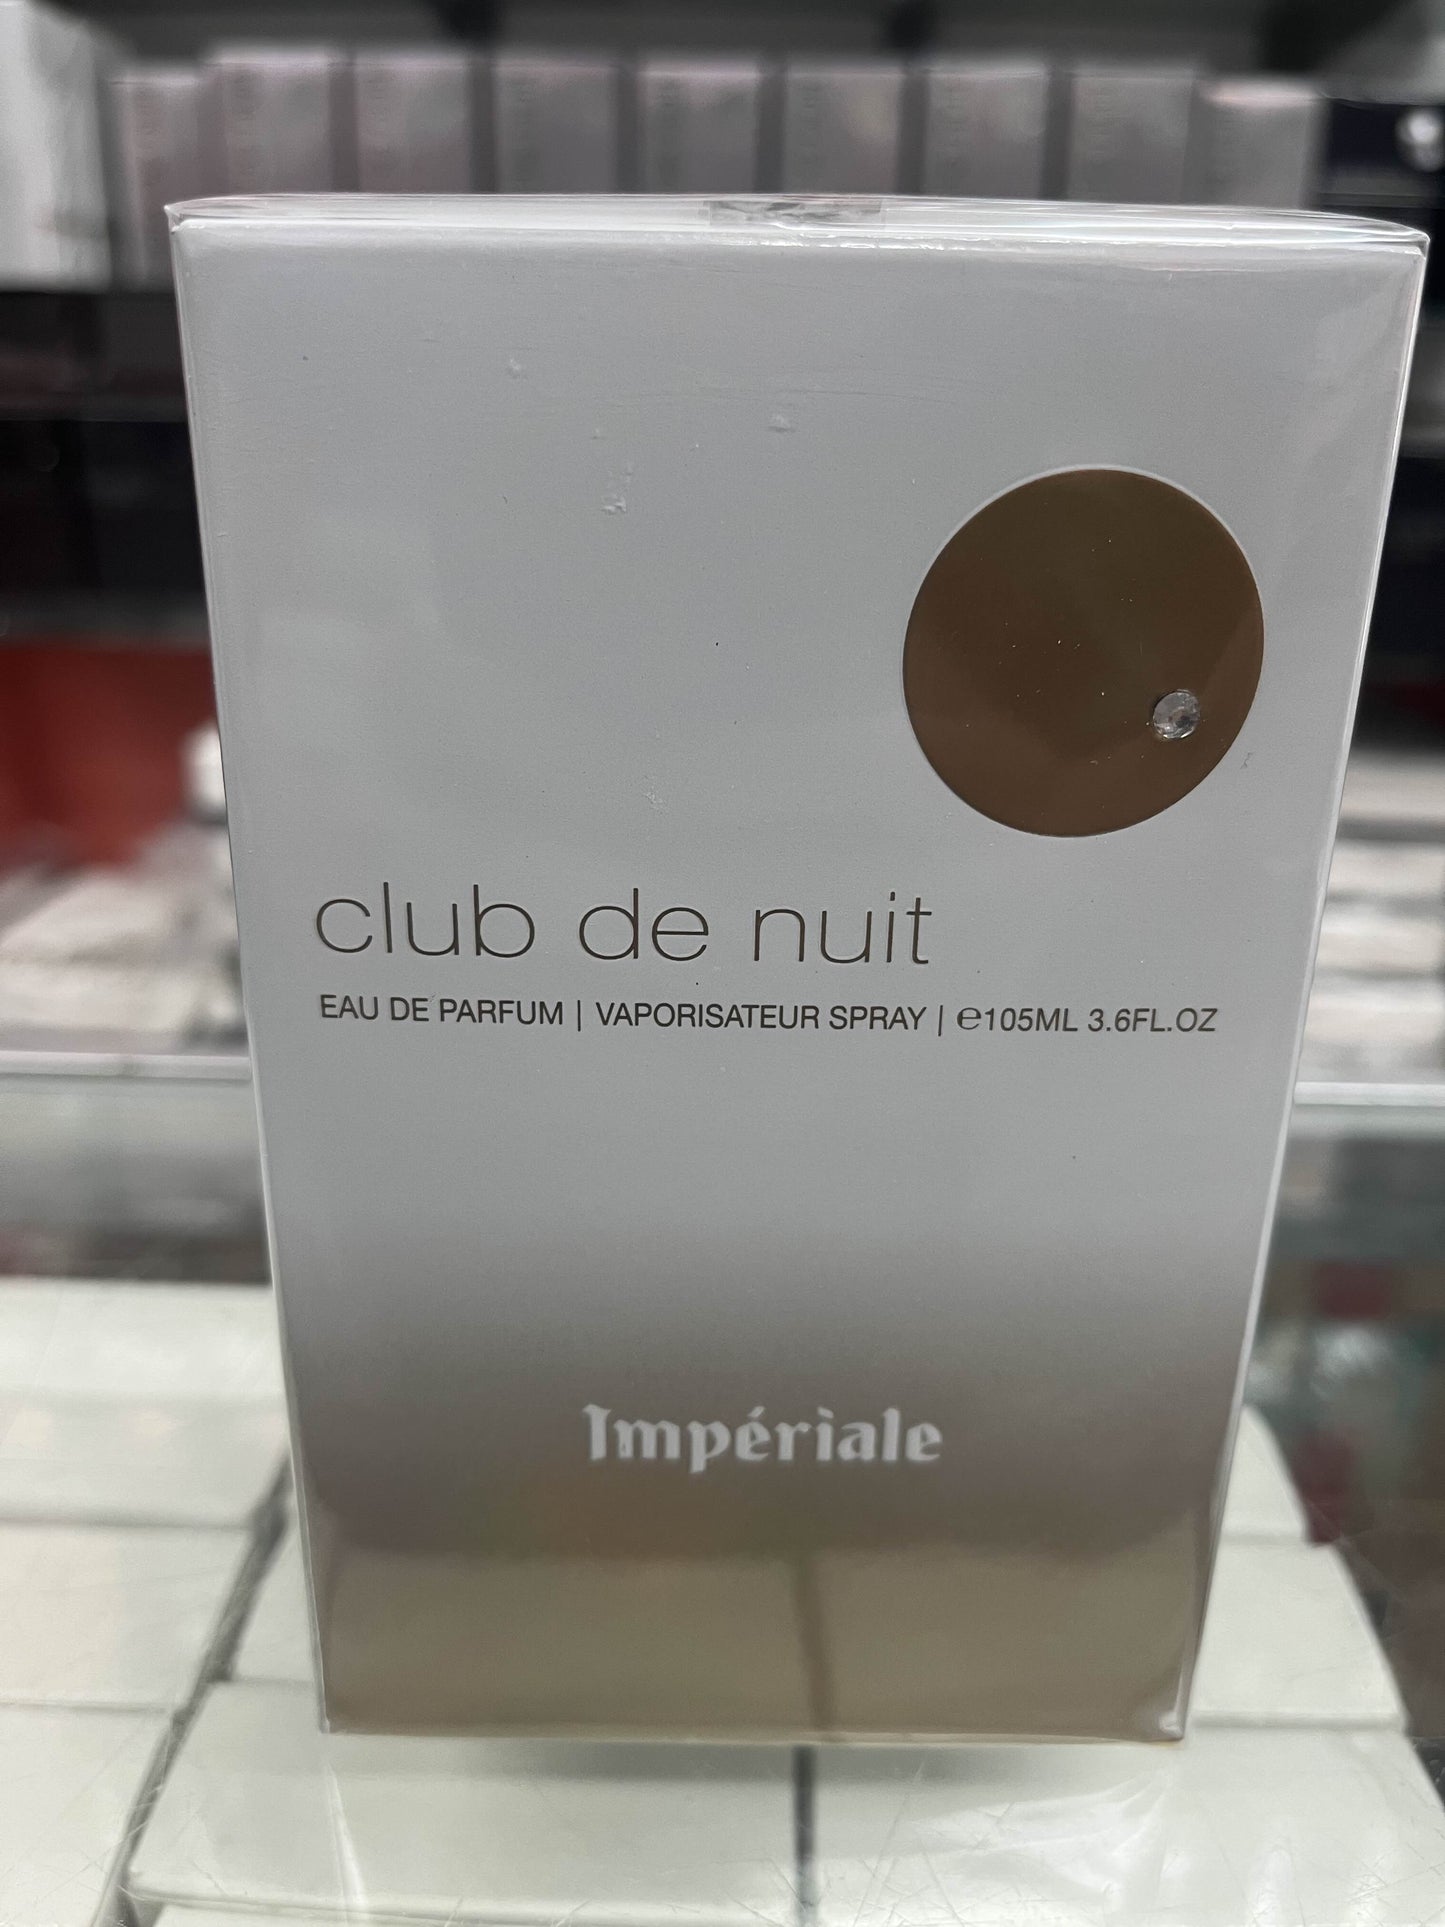 club de nuit
EAU DE PARFUM | VAPORISATEUR SPRAY | ℮105ML 3.6FL.OZ
Impériale